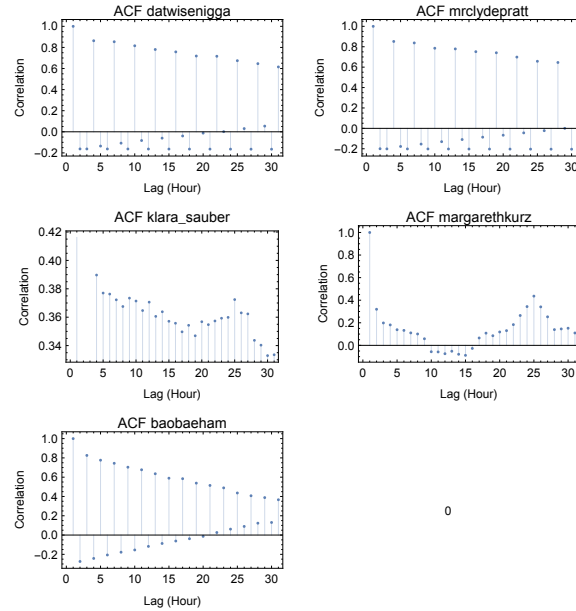 ACF datwisenigga
Correlation
1.0
0.8
0.6
0.4
0.2
0.0
−0.2
0 5 10 15 20 25 30
Lag (Hour)
ACF mrclydepratt
Correlation
1.0
0.8
0.6
0.4
0.2
0.0
−0.2
0 5 10 15 20 25 30
Lag (Hour)
ACF klara_sauber
Correlation
0.42
0.40
0.38
0.36
0.34
0 5 10 15 20 25 30
Lag (Hour)
ACF margarethkurz
Correlation
1.0
0.8
0.6
0.4
0.2
0.0
0 5 10 15 20 25 30
Lag (Hour)
ACF baobaeham
Correlation
1.0
0.8
0.6
0.4
0.2
0.0
−0.2
0 5 10 15 20 25 30
Lag (Hour)
0